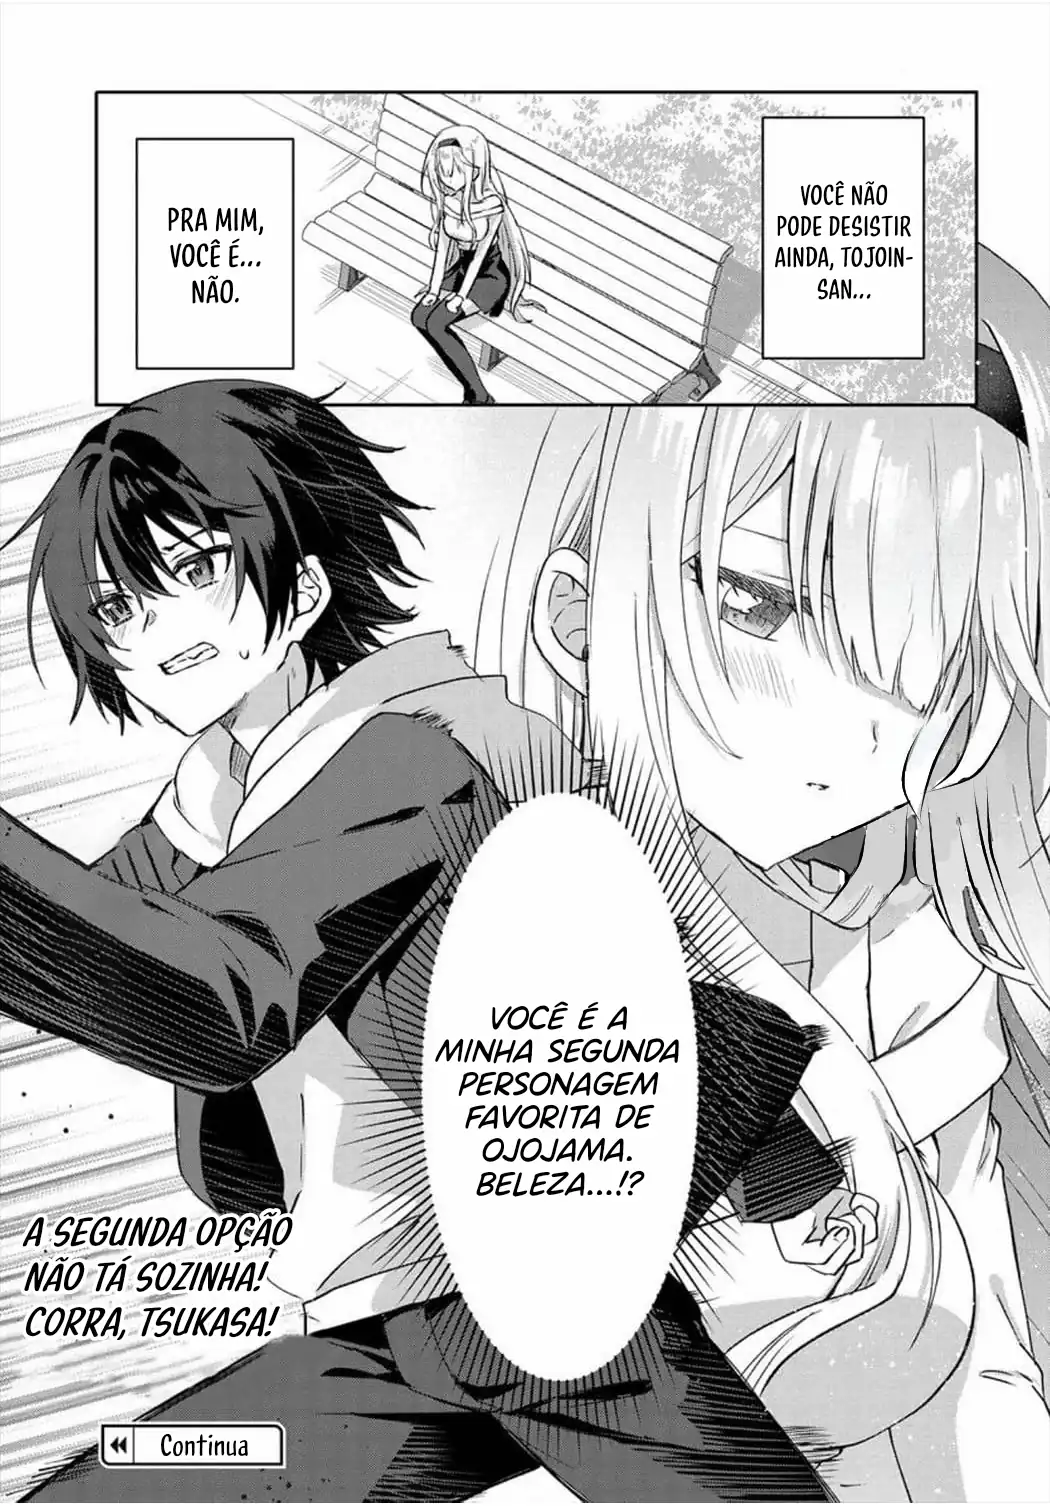 VOCÊ NÃO
PODE DESISTIR
AINDA, TOJOIN-
SAN...
PRA MIM,
VOCÊ É...
NÃO.
VOCÊ É A
MINHA SEGUNDA
PERSONAGEM
FAVORITA DE
OJOJAMA.
BELEZA...!?
A SEGUNDA OPÇÃO
NÃO TÁ SOZINHA!
CORRA, TSUKASA!
Continua